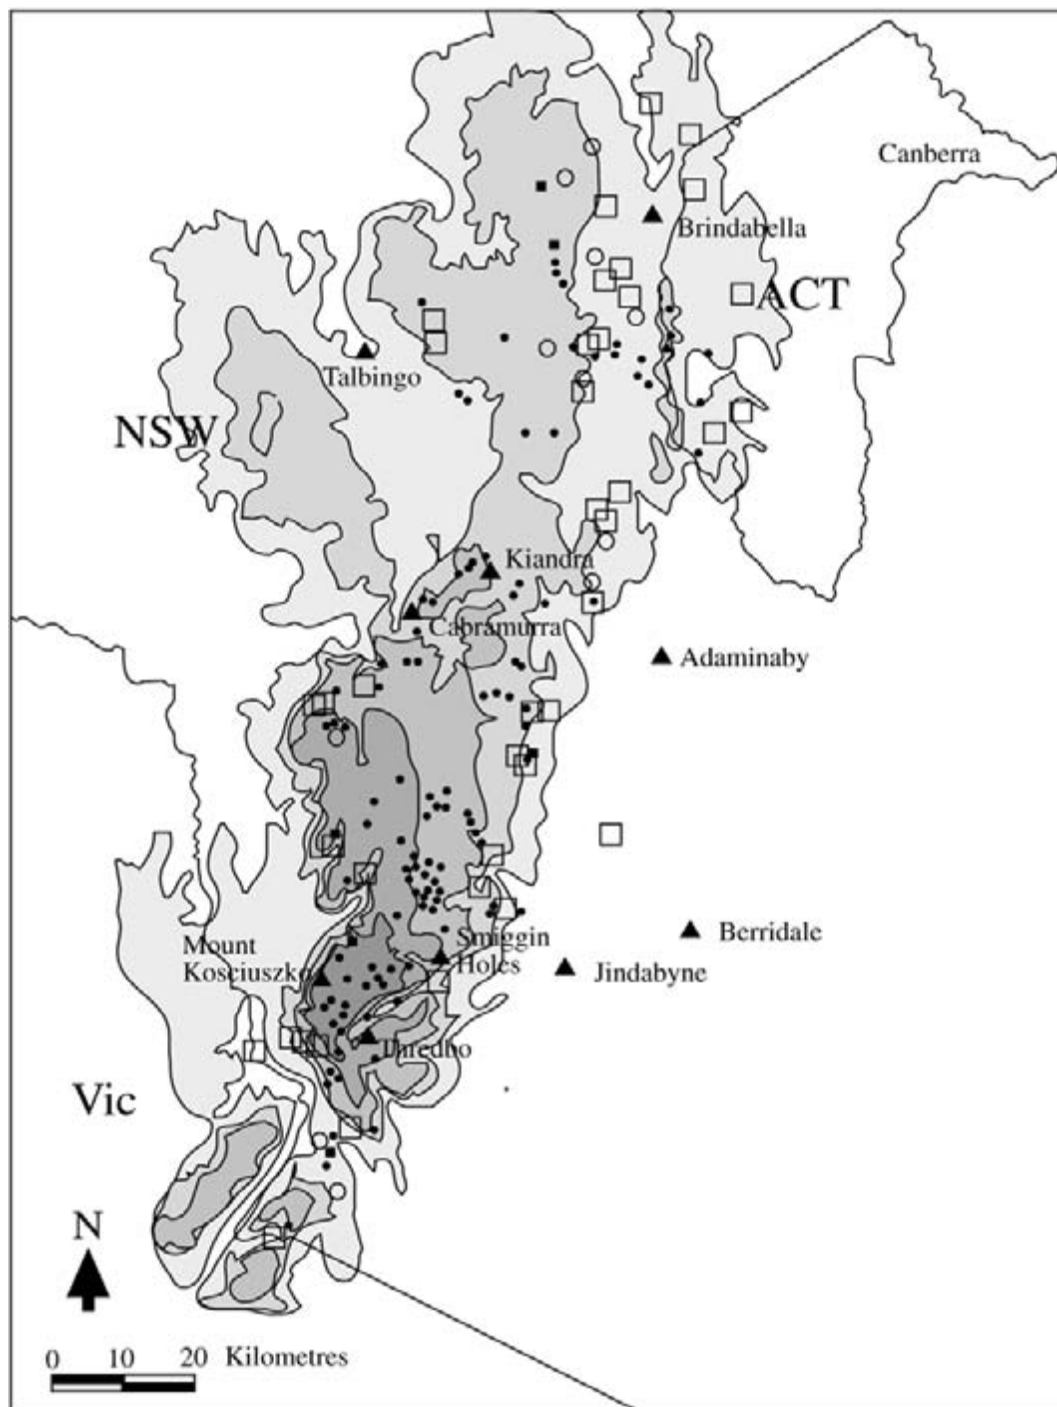 Canberra
Brindabella
ACT
Talbingo
NSW
Kiandra
Cabramurra
Adaminaby
Smiggin
Holes
Mount
Kosciuszko
Berridale
Jindabyne
Thredbo
Vic
N
0 10 20 Kilometres